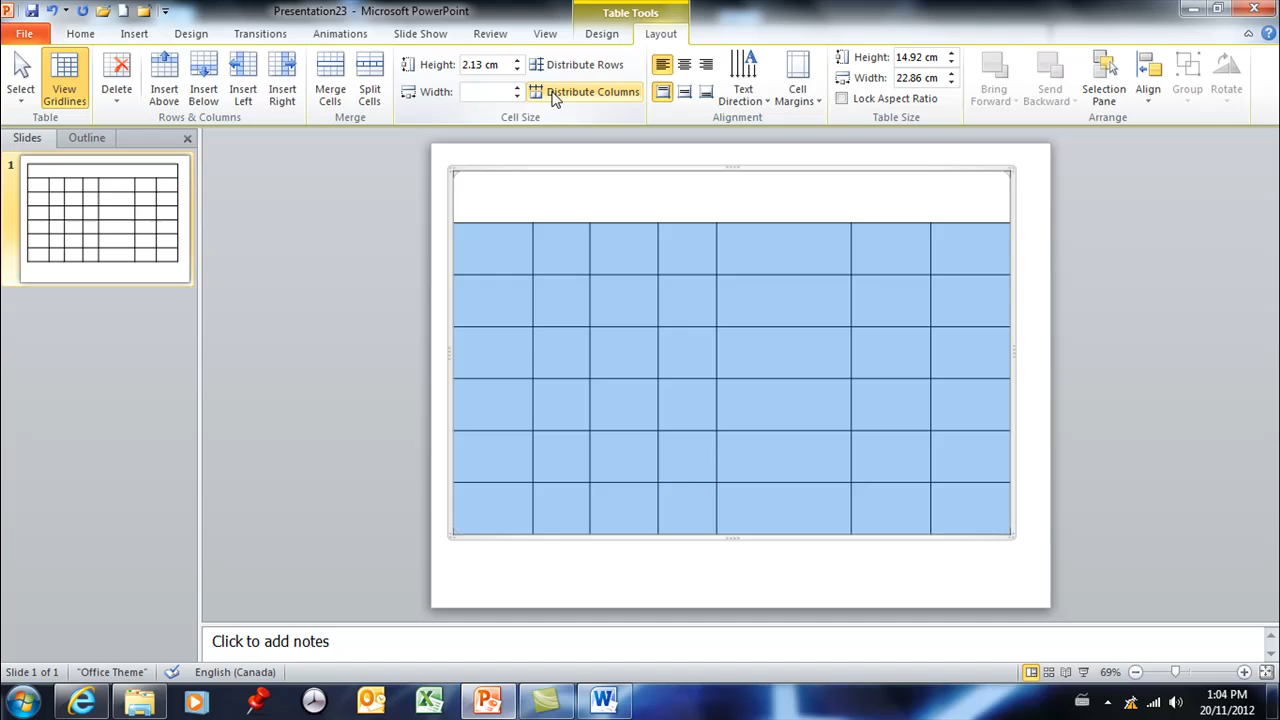 Presentation23 - Microsoft PowerPoint
Table Tools
File Home Insert Design Transitions Animations Slide Show Review View Design Layout
Select
View Gridlines
Delete
Insert Above
Insert Below
Insert Left
Insert Right
Merge Cells
Split Cells
Height: 2.13 cm
Width:
Distribute Rows
Distribute Columns
Text Direction
Cell Margins
Height: 14.92 cm
Width: 22.86 cm
Lock Aspect Ratio
Bring Forward
Send Backward
Selection Pane
Align
Group
Rotate
Table Rows & Columns Merge Cell Size Alignment Table Size Arrange
Slides Outline
1
Click to add notes
Slide 1 of 1 "Office Theme" English (Canada) 69%
1:04 PM
20/11/2012